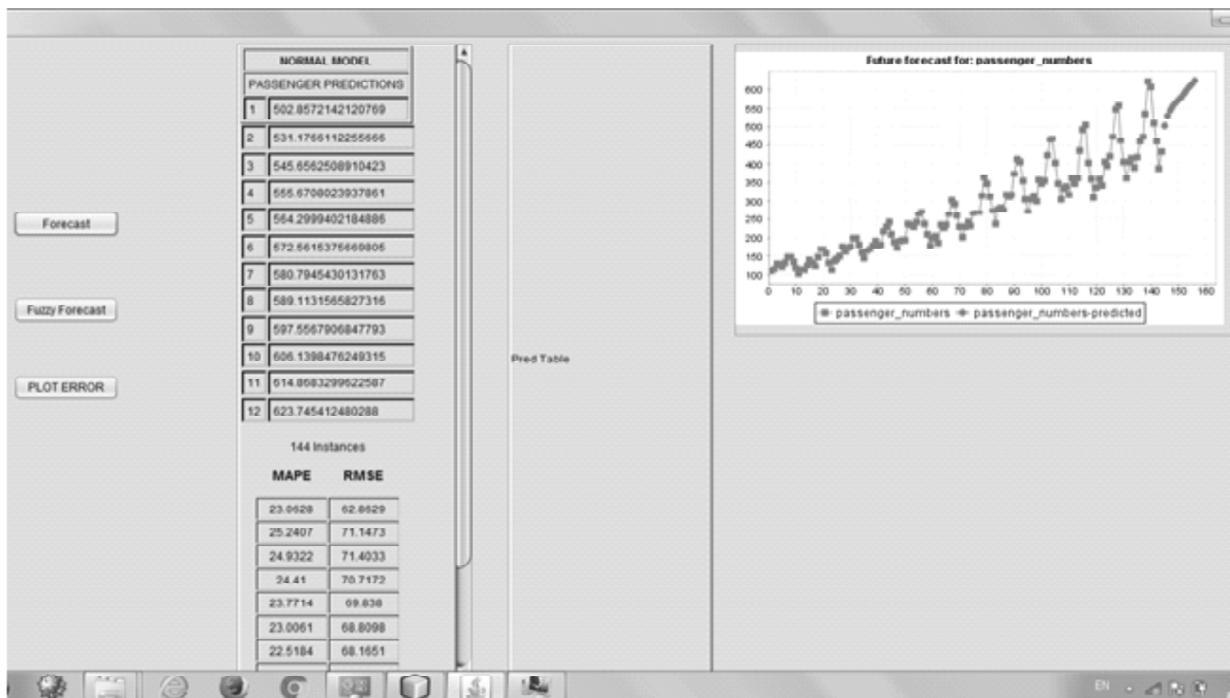 NORMAL MODEL
PASSENGER PREDICTIONS
1 502.8572142120769
2 531.1766112255666
3 545.6562508910423
4 555.6708023937861
5 564.2999402184886
6 572.5615375669805
7 580.7945430131763
8 589.1131565827316
9 597.5567906847793
10 606.1398476249315
11 614.8683299622587
12 623.745412480288
144 Instances
MAPE RMSE
23.0628 62.8629
25.2407 71.1473
24.9322 71.4033
24.41 70.7172
23.7714 69.838
23.0061 68.8098
22.5184 68.1651
Forecast
Fuzzy Forecast
PLOT ERROR
Pred Table
Future forecast for: passenger_numbers
600
550
500
450
400
350
300
250
200
150
100
0 10 20 30 40 50 60 70 80 90 100 110 120 130 140 150 160
passenger_numbers passenger_numbers-predicted
EN